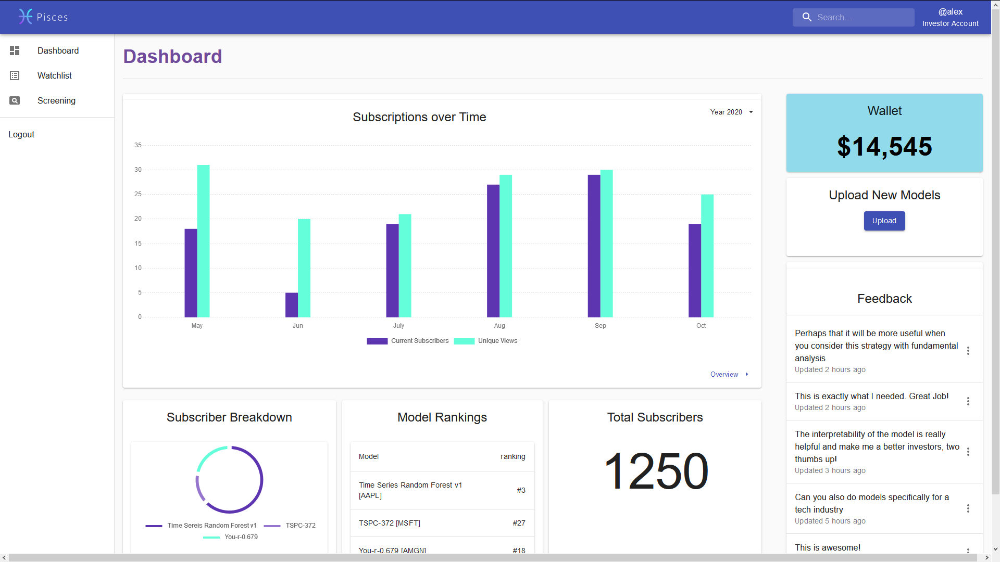 Pisces
Search...
@alex
Investor Account
Dashboard
Watchlist
Screening
Logout
Dashboard
Subscriptions over Time
Year 2020
35
30
25
20
15
10
5
0
May
Jun
July
Aug
Sep
Oct
Current Subscribers
Unique Views
Overview
Wallet
$14,545
Upload New Models
Upload
Feedback
Perhaps that it will be more useful when
you consider this strategy with fundamental
analysis
Updated 2 hours ago
This is exactly what I needed. Great Job!
Updated 2 hours ago
The interpretability of the model is really
helpful and make me a better investors, two
thumbs up!
Updated 3 hours ago
Can you also do models specifically for a
tech industry
Updated 5 hours ago
This is awesome!
Subscriber Breakdown
Time Sereis Random Forest v1
TSPC-372
You-r-0.679
Model Rankings
Model ranking
Time Series Random Forest v1
[AAPL]
#3
TSPC-372 [MSFT] #27
You-r-0.679 [AMGN] #18
Total Subscribers
1250